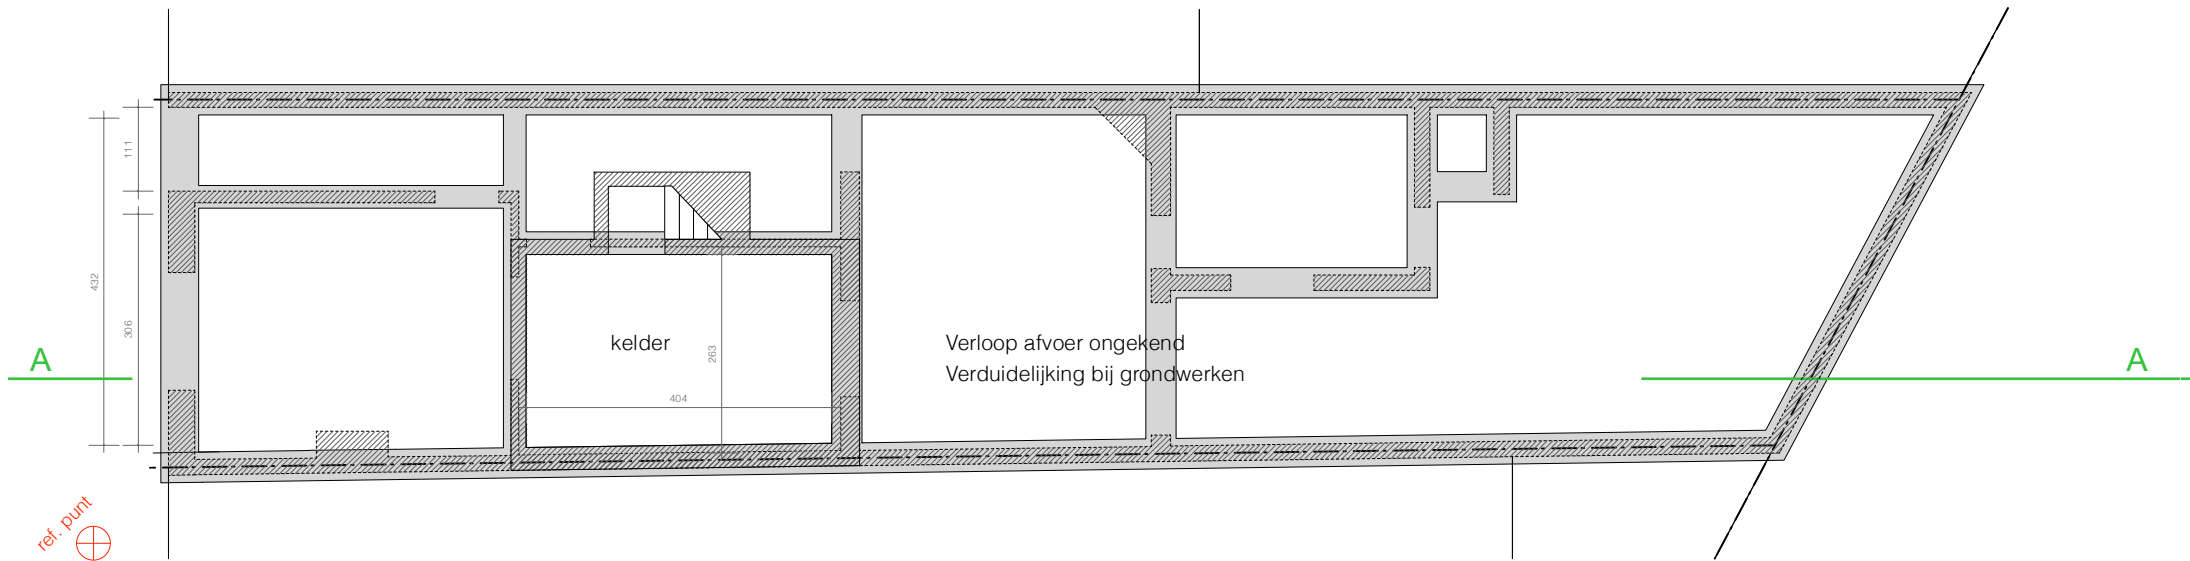 111
432
306
A
kelder
263
404
Verloop afvoer ongekend
Verduidelijking bij grondwerken
A
ref. punt